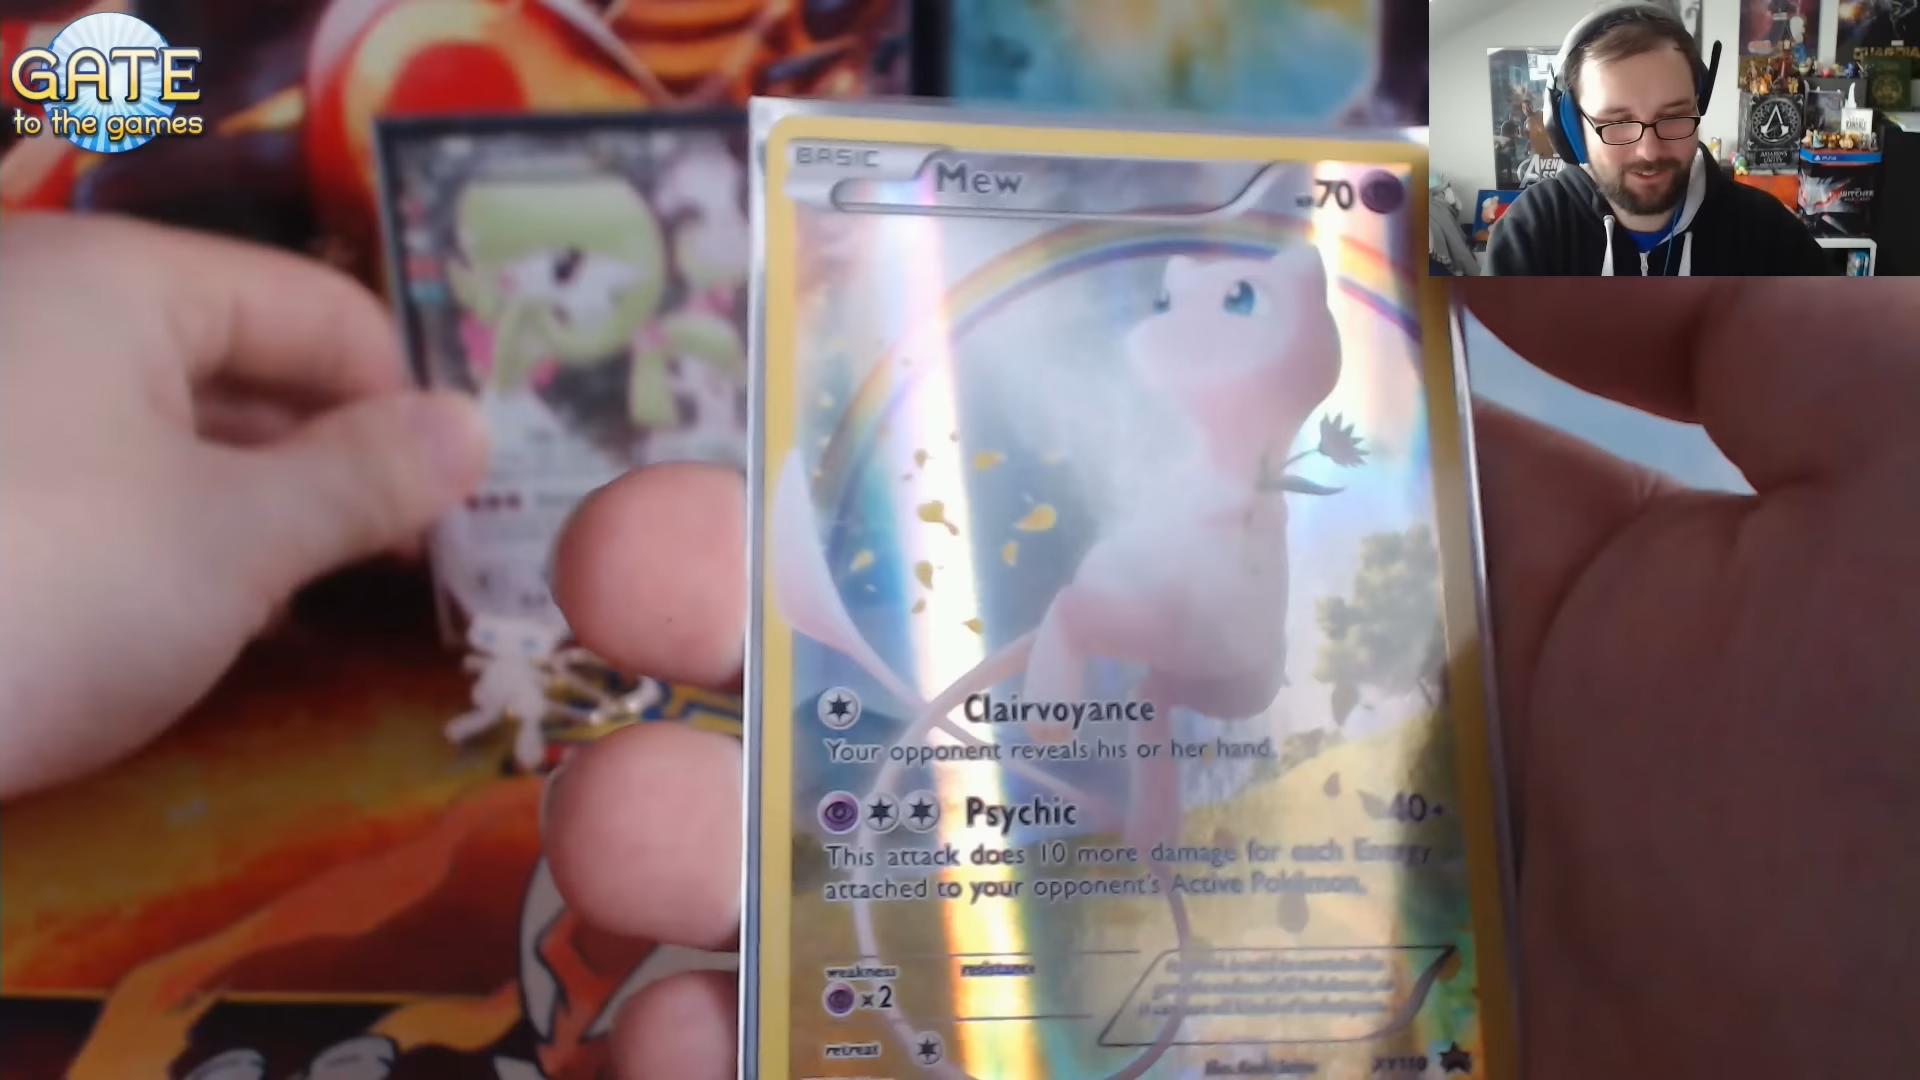 GATE
to the games
BASIC
Mew
HP70
Clairvoyance
Your opponent reveals his or her hand.
Psychic
40+
This attack does 10 more damage for each Energy
attached to your opponent's Active Pokémon.
weakness
resistance
×2
retreat
XY110